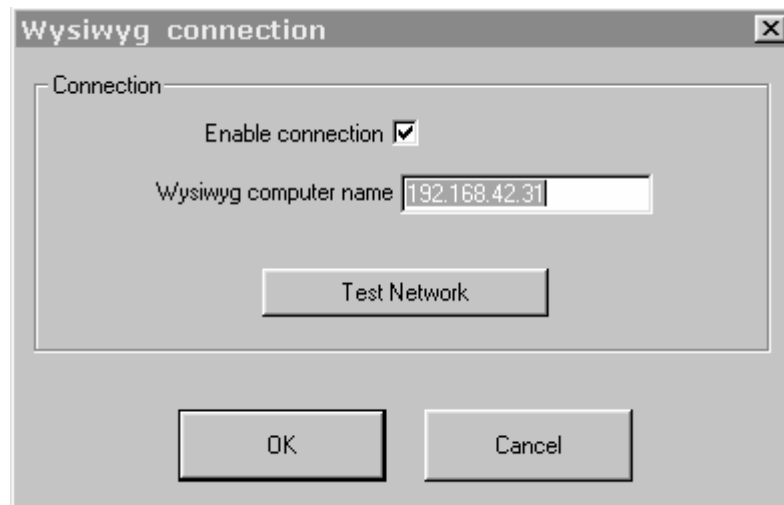 Wysiwyg connection
Connection
Enable connection
Wysiwyg computer name 192.168.42.31
Test Network
OK Cancel